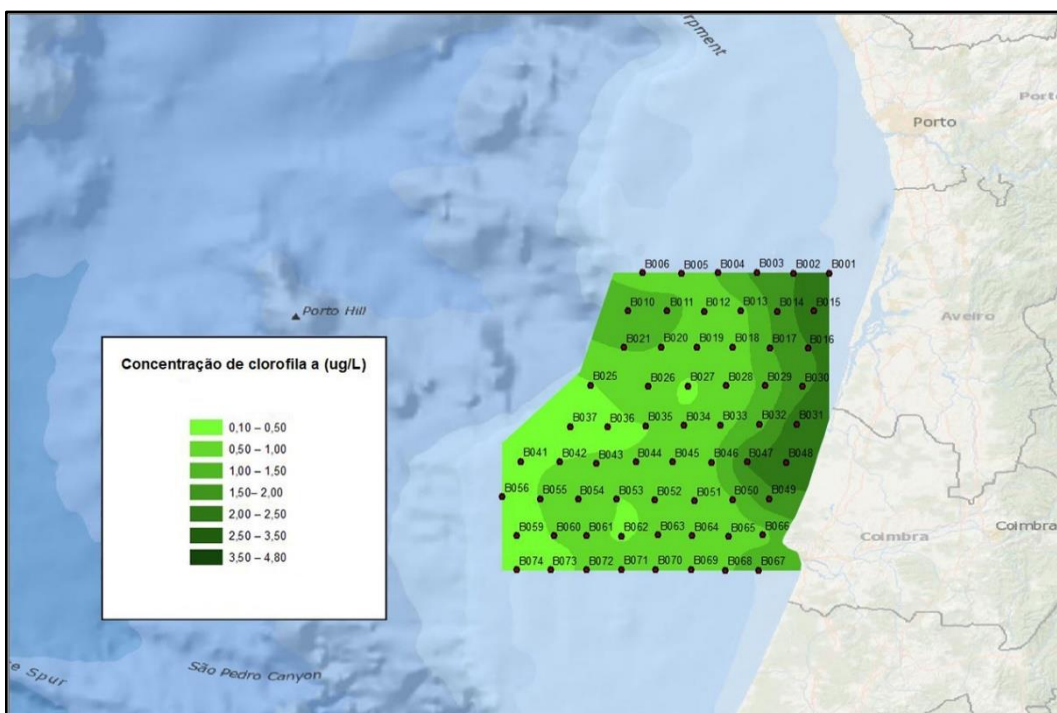 rpment
Porto
Porto
B006 B005 B004 B003 B002 B001
B010 B011 B012 B013 B014 B015
Porto Hill
Aveiro
B021 B020 B019 B018 B017 B016
Concentração de clorofila a (ug/L)
B025 B026 B027 B028 B029 B030
B037 B036 B035 B034 B033 B032 B031
0,10 – 0,50
0,50 – 1,00
1,00 – 1,50
1,50– 2,00
2,00 – 2,50
2,50 – 3,50
3,50 – 4,80
B041 B042 B043 B044 B045 B046 B047 B048
B056 B055 B054 B053 B052 B051 B050 B049
B059 B060 B061 B062 B063 B064 B065 B066
Coimbra
Coimbra
B074 B073 B072 B071 B070 B069 B068 B067
e Spur
São Pedro Canyon